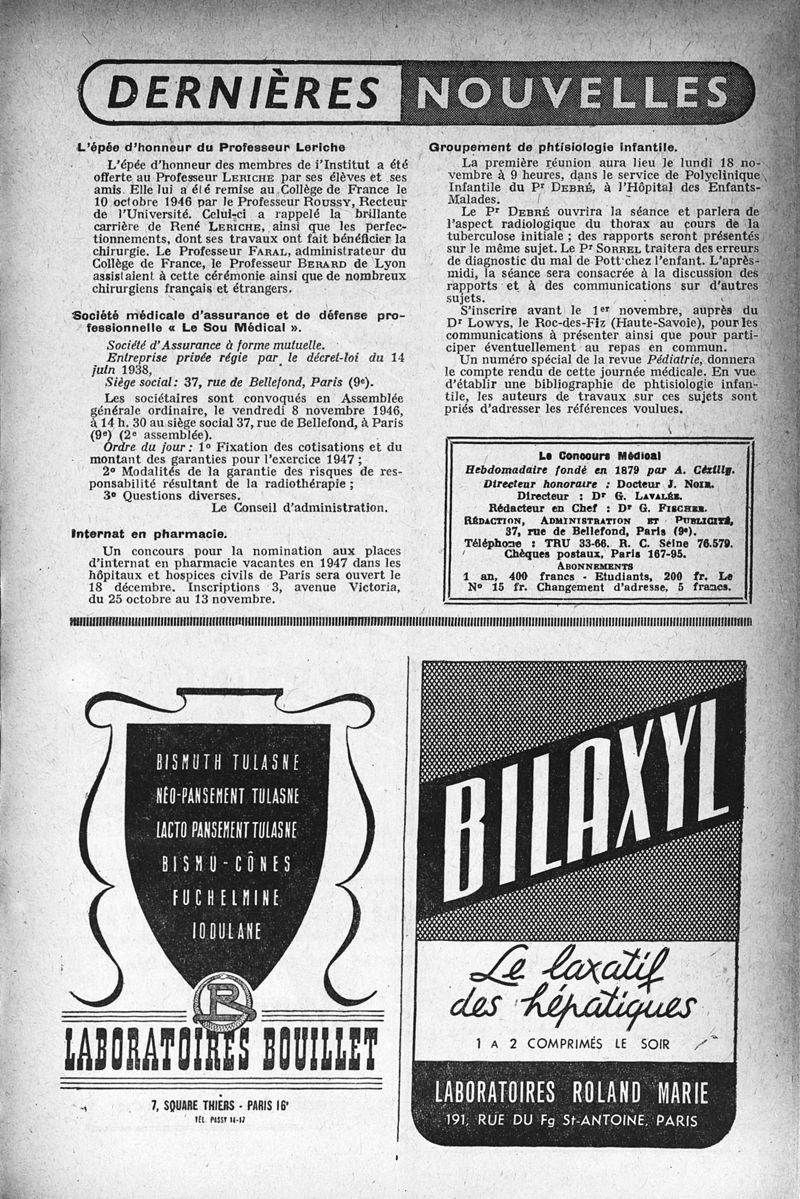 DERNIÈRES NOUVELLES
L'épée d'honneur du Professeur Leriche
L'épée d'honneur des membres de l'Institut a été
offerte au Professeur LERICHE par ses élèves et ses
amis. Elle lui a été remise au Collège de France le
10 octobre 1946 par le Professeur ROUSSY, Recteur
de l'Université. Celui-ci a rappelé la brillante
carrière de René LERICHE, ainsi que les perfec-
tionnements, dont ses travaux ont fait bénéficier la
chirurgie. Le Professeur FARAL, administrateur du
Collège de France, le Professeur BERARD de Lyon
assistaient à cette cérémonie ainsi que de nombreux
chirurgiens français et étrangers.
Société médicale d'assurance et de défense pro-
fessionnelle « Le Sou Médical ».
Société d'Assurance à forme mutuelle.
Entreprise privée régie par le décret-loi du 14
juin 1938,
Siège social : 37, rue de Bellefond, Paris (9e).
Les sociétaires sont convoqués en Assemblée
générale ordinaire, le vendredi 8 novembre 1946,
à 14 h. 30 au siège social 37, rue de Bellefond, à Paris
(9e) (2e assemblée).
Ordre du jour : 1o Fixation des cotisations et du
montant des garanties pour l'exercice 1947 ;
2o Modalités de la garantie des risques de res-
ponsabilité résultant de la radiothérapie ;
3o Questions diverses.
Le Conseil d'administration.
Internat en pharmacie.
Un concours pour la nomination aux places
d'internat en pharmacie vacantes en 1947 dans les
hôpitaux et hospices civils de Paris sera ouvert le
18 décembre. Inscriptions 3, avenue Victoria,
du 25 octobre au 13 novembre.
Groupement de phtisiologie infantile.
La première réunion aura lieu le lundi 18 no-
vembre à 9 heures, dans le service de Polyclinique
Infantile du Pr DEBRÉ, à l'Hôpital des Enfants-
Malades.
Le Pr DEBRÉ ouvrira la séance et parlera de
l'aspect radiologique du thorax au cours de la
tuberculose initiale ; des rapports seront présentés
sur le même sujet. Le Pr SORREL traitera des erreurs
de diagnostic du mal de Pott chez l'enfant. L'après-
midi, la séance sera consacrée à la discussion des
rapports et à des communications sur d'autres
sujets.
S'inscrire avant le 1er novembre, auprès du
Dr LOWYS, le Roc-des-Fiz (Haute-Savoie), pour les
communications à présenter ainsi que pour parti-
ciper éventuellement au repas en commun.
Un numéro spécial de la revue Pédiatrie, donnera
le compte rendu de cette journée médicale. En vue
d'établir une bibliographie de phtisiologie infan-
tile, les auteurs de travaux sur ces sujets sont
priés d'adresser les références voulues.
Le Concours Médical
Hebdomadaire fondé en 1879 par A. Cézilly.
Directeur honoraire : Docteur J. NOIR.
Directeur : Dr G. LAVALÉE.
Rédacteur en Chef : Dr G. FISCHER.
RÉDACTION, ADMINISTRATION ET PUBLICITÉ,
37, rue de Bellefond, Paris (9e).
Téléphone : TRU 33-66. R. C. Seine 76.579.
Chèques postaux, Paris 167-95.
ABONNEMENTS
1 an, 400 francs - Etudiants, 200 fr. Le
No 15 fr. Changement d'adresse, 5 francs.
BISMUTH TULASNE
NÉO-PANSEMENT TULASNE
LACTO PANSEMENT TULASNE
BISMU-CÔNES
FUCHELMINE
IODULANE
LABORATOIRES BOUILLET
7, SQUARE THIERS - PARIS 16e
TÉL. PASSY 14-17
BILAXYL
Le laxatif
des hépatiques
1 A 2 COMPRIMÉS LE SOIR
LABORATOIRES ROLAND MARIE
191, RUE DU Fg St-ANTOINE, PARIS